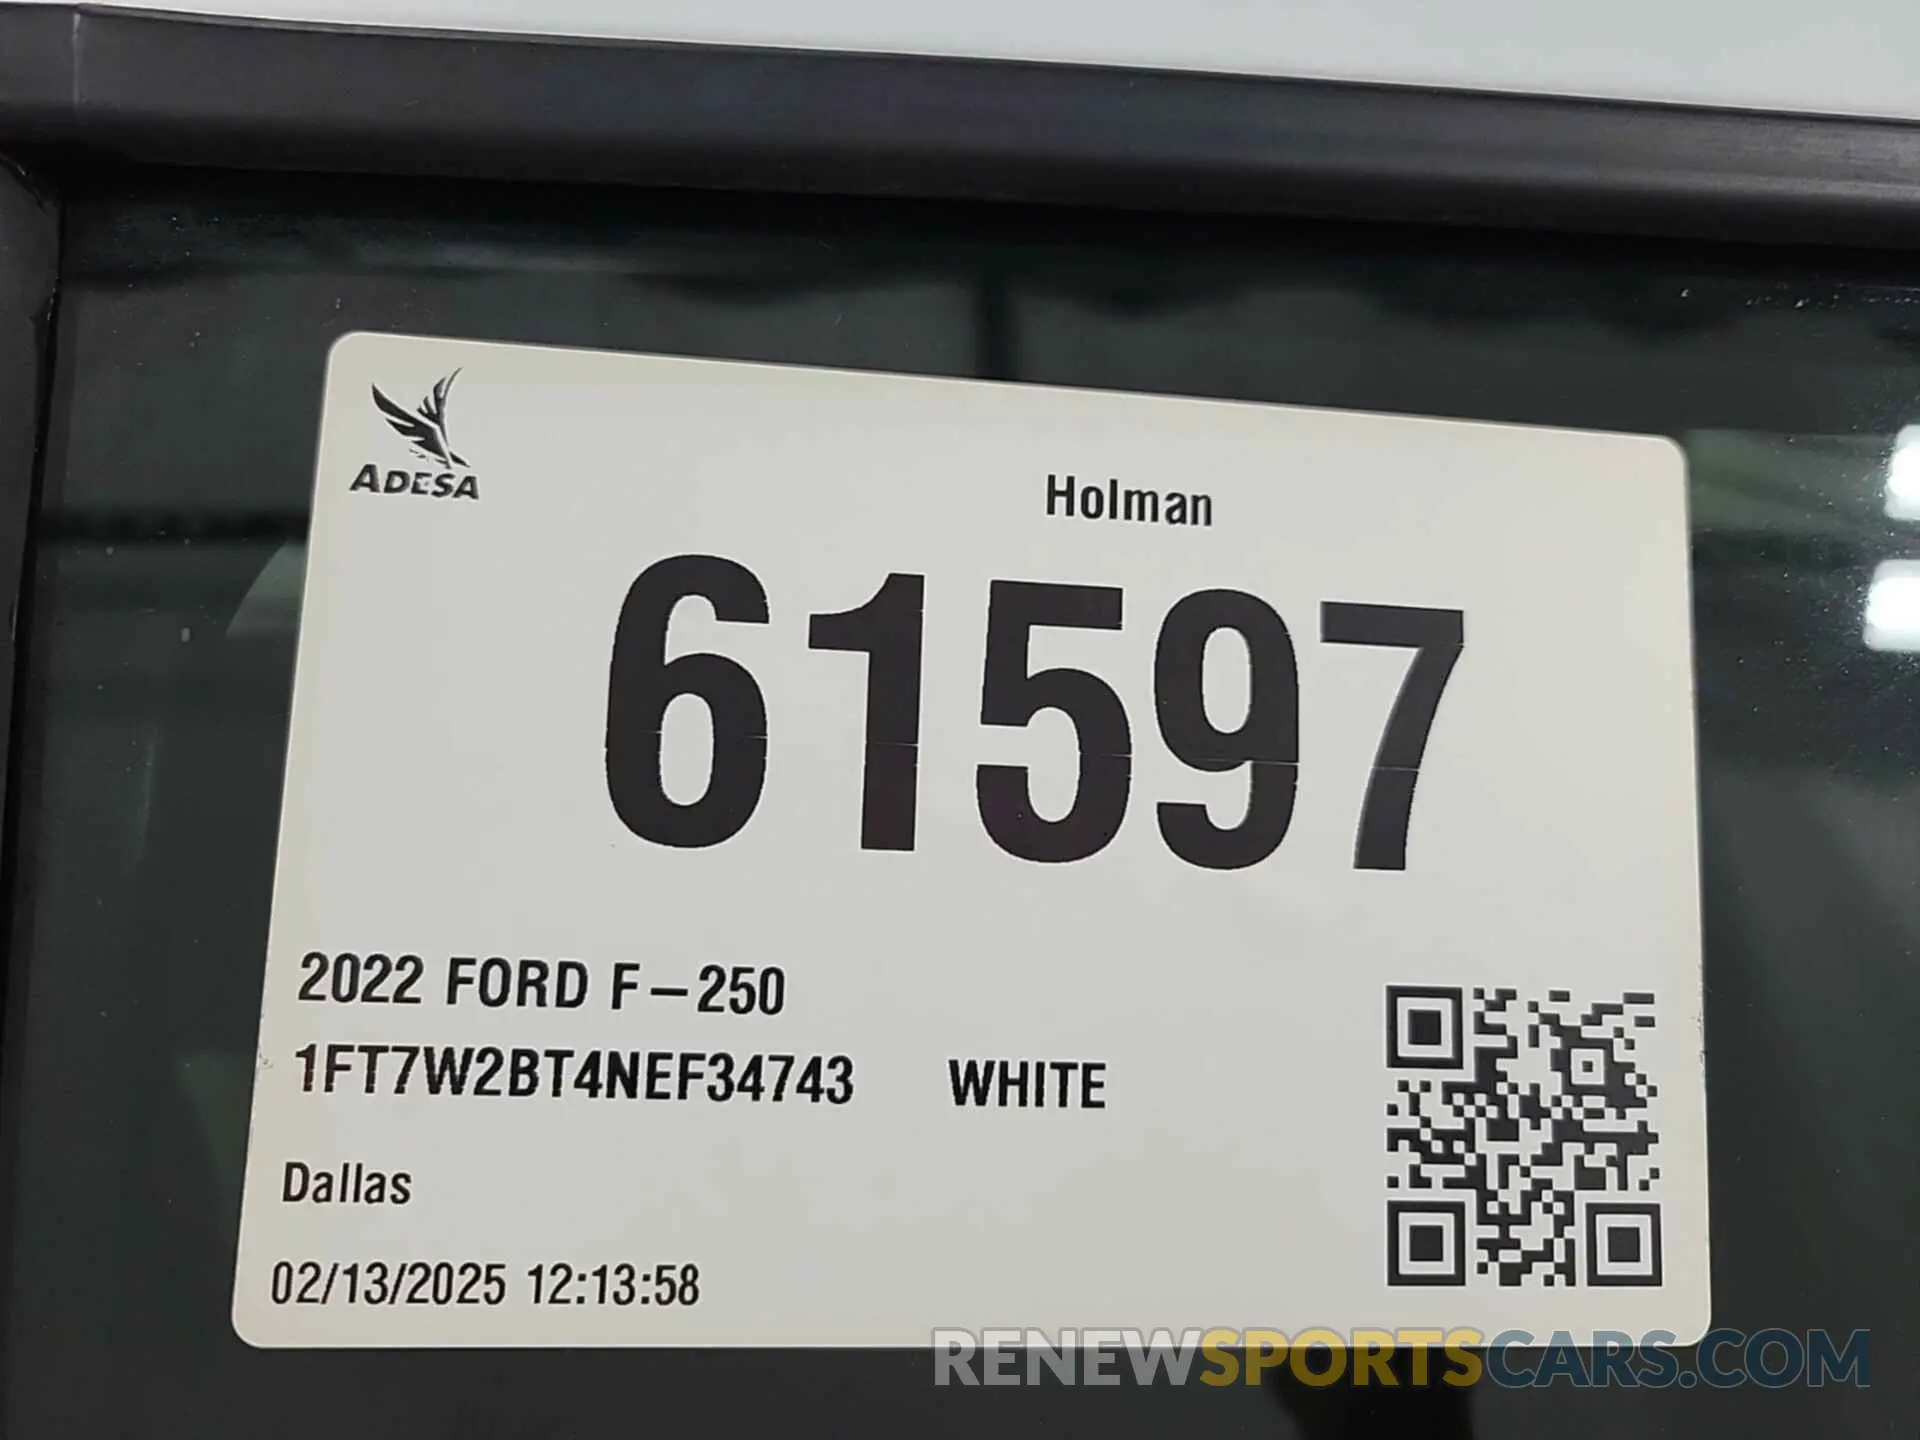 ADESA
Holman
61597
2022 FORD F-250
1FT7W2BT4NEF34743 WHITE
Dallas
02/13/2025 12:13:58
RENEWSPORTSCARS.COM